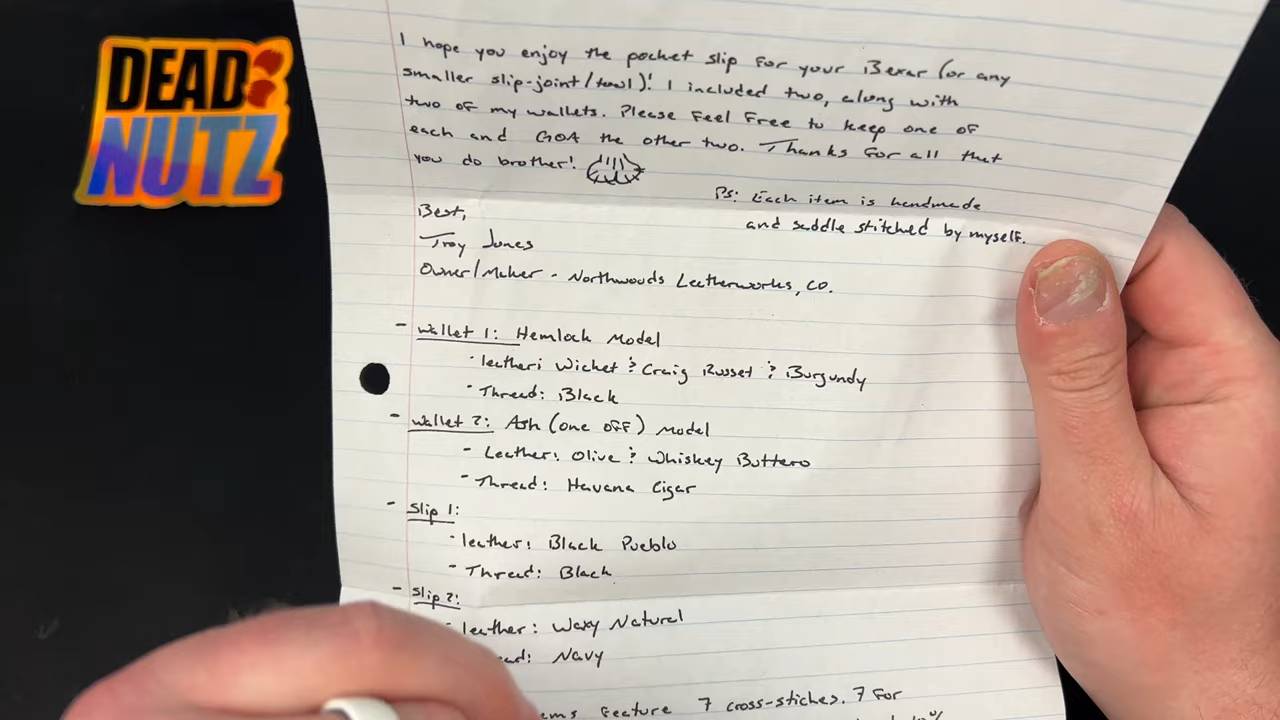 DEAD
NUTZ
I hope you enjoy the pocket slip for your Bexar (or any
smaller slip-joint/tool)! I included two, along with
two of my wallets. Please feel free to keep one of
each and GOA the other two. Thanks for all that
you do brother!
PS: Each item is handmade
and saddle stitched by myself.
Best,
Troy Jones
Owner/Maker - Northwoods Leatherworks, CO.
- Wallet 1: Hemlock Model
· leather: Wicket & Craig Russet & Burgundy
· Thread: Black
- Wallet 2: Ash (one off) Model
- Leather: Olive & Whiskey Buttero
- Thread: Havana Cigar
- Slip 1:
· leather: Black Pueblo
- Thread: Black
- Slip 2:
leather: Waxy Natural
ead: Navy
ems feature 7 cross-stiches. 7 for